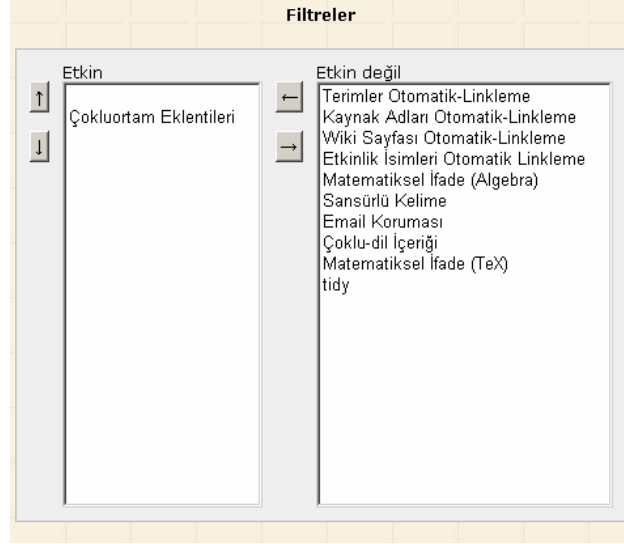 Filtreler
Etkin
Çokluortam Eklentileri
↑
↓
←
→
Etkin değil
Terimler Otomatik-Linkleme
Kaynak Adları Otomatik-Linkleme
Wiki Sayfası Otomatik-Linkleme
Etkinlik İsimleri Otomatik Linkleme
Matematiksel İfade (Algebra)
Sansürlü Kelime
Email Koruması
Çoklu-dil İçeriği
Matematiksel İfade (TeX)
tidy